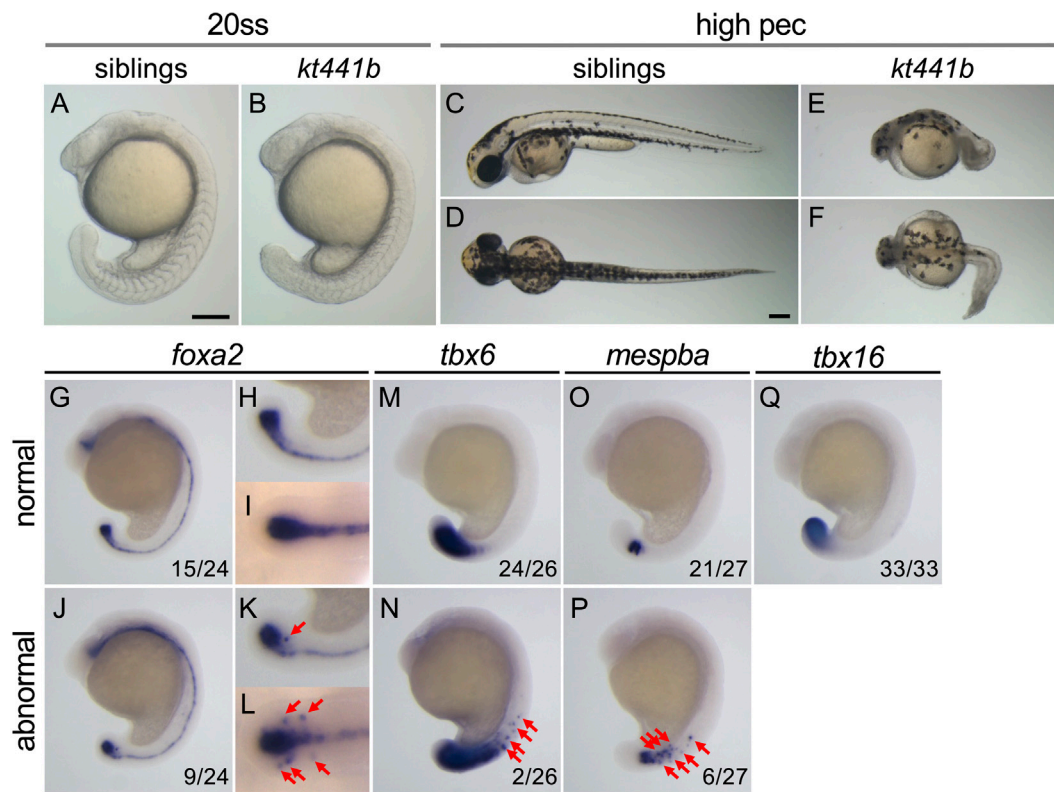 20ss high pec
siblings kt441b siblings kt441b
A B C E
D F
foxa2 tbx6 mespba tbx16
normal
G H M O Q
I
15/24 24/26 21/27 33/33
abnormal
J K N P
L
9/24 2/26 6/27